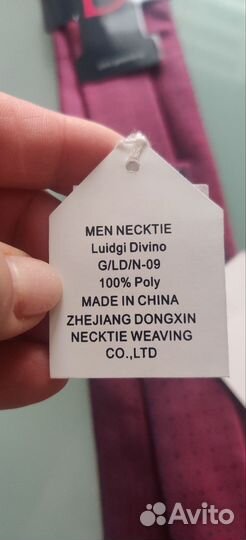 MEN NECKTIE
Luidgi Divino
G/LD/N-09
100% Poly
MADE IN CHINA
ZHEJIANG DONGXIN
NECKTIE WEAVING
CO.,LTD
Avito